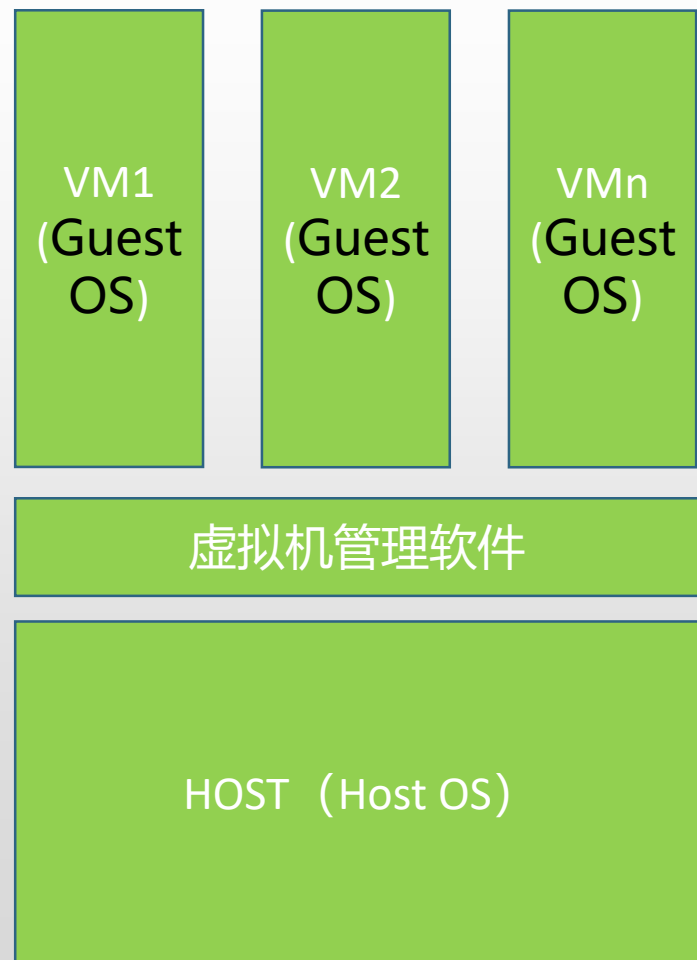 VM1
(Guest
OS)
VM2
(Guest
OS)
VMn
(Guest
OS)
虚拟机管理软件
HOST（Host OS）